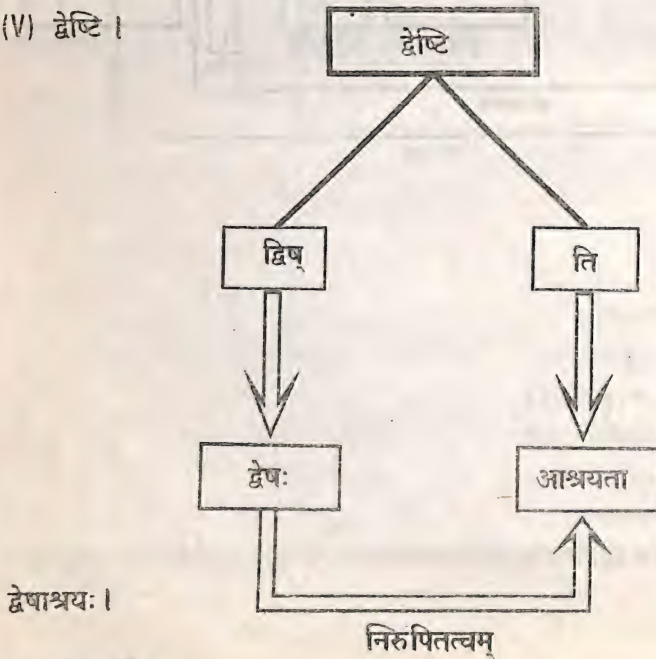 (V) द्वेष्टि ।
द्वेष्टि
द्विष् ति
द्वेषः आश्रयता
द्वेषाश्रयः ।
निरुपितत्वम्